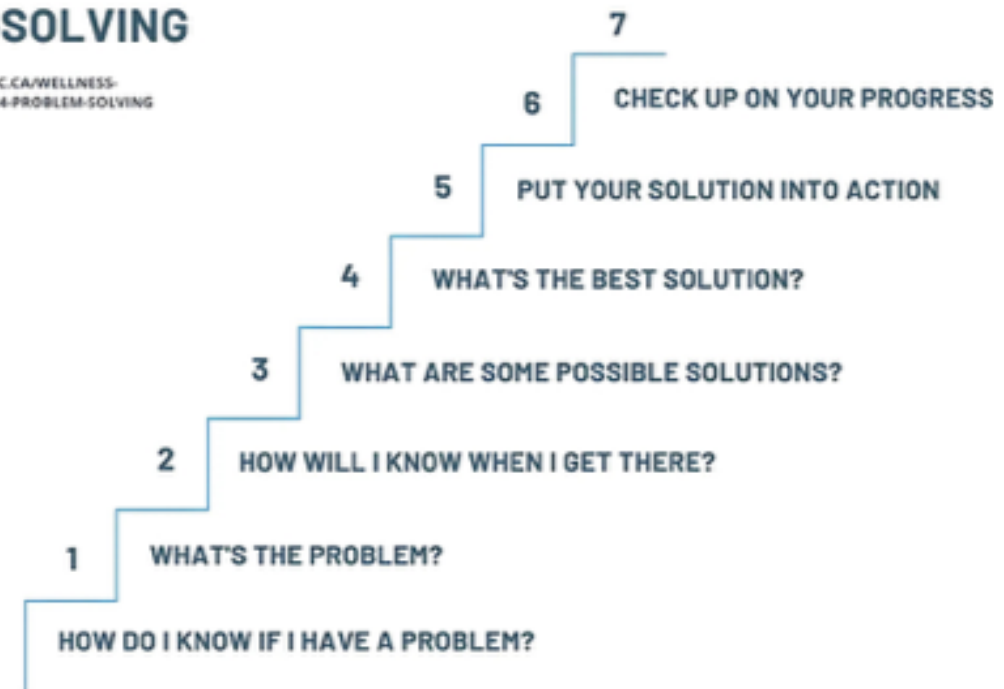 SOLVING
C.CA/WELLNESS-
4-PROBLEM-SOLVING
7
6 CHECK UP ON YOUR PROGRESS
5 PUT YOUR SOLUTION INTO ACTION
4 WHAT'S THE BEST SOLUTION?
3 WHAT ARE SOME POSSIBLE SOLUTIONS?
2 HOW WILL I KNOW WHEN I GET THERE?
1 WHAT'S THE PROBLEM?
HOW DO I KNOW IF I HAVE A PROBLEM?